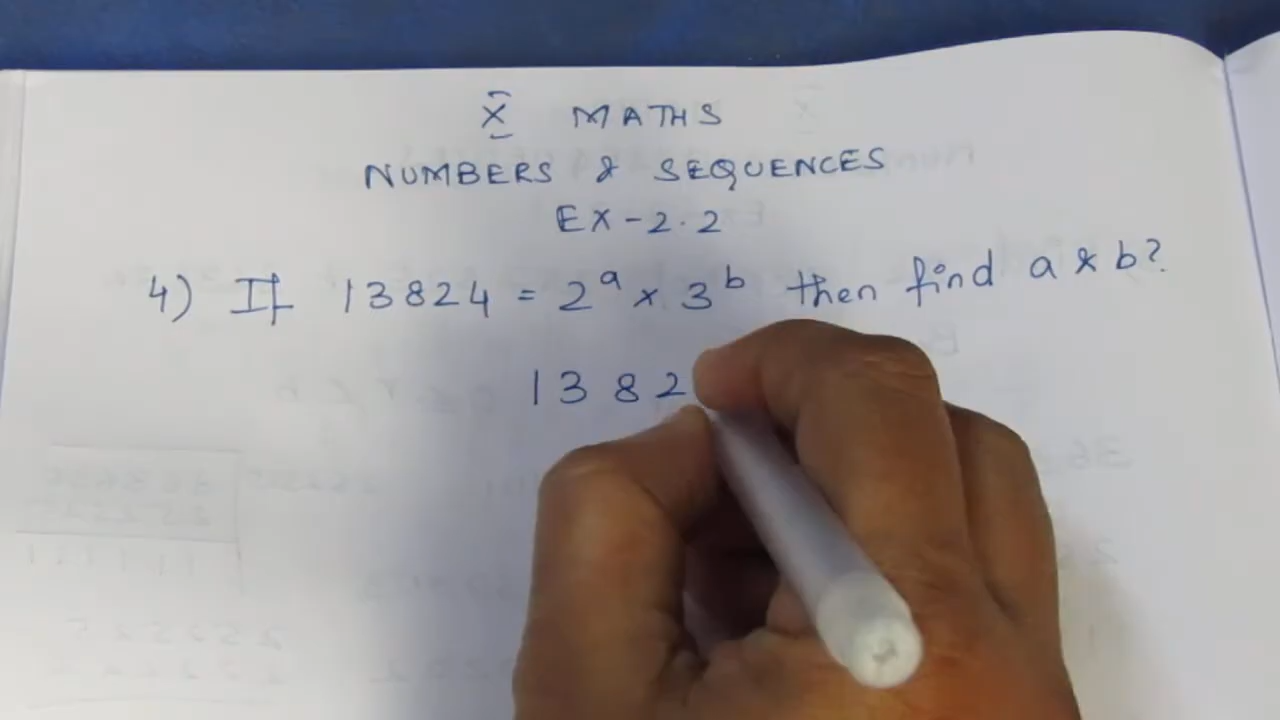 X MATHS
NUMBERS & SEQUENCES
EX-2.2
4) If 13824 = 2^a × 3^b then find a & b?
1382